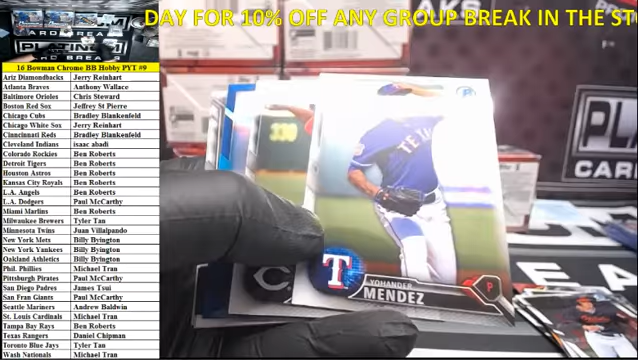 DAY FOR 10% OFF ANY GROUP BREAK IN THE ST
PLATINUM
CARD BREAKS
16 Bowman Chrome BB Hobby PYT #9
Ariz Diamondbacks Jerry Reinhart
Atlanta Braves Anthony Wallace
Baltimore Orioles Chris Steward
Boston Red Sox Jeffrey St Pierre
Chicago Cubs Bradley Blankenfeld
Chicago White Sox Jerry Reinhart
Cincinnati Reds Bradley Blankenfeld
Cleveland Indians isaac abadi
Colorado Rockies Ben Roberts
Detroit Tigers Ben Roberts
Houston Astros Ben Roberts
Kansas City Royals Ben Roberts
L.A. Angels Ben Roberts
L.A. Dodgers Paul McCarthy
Miami Marlins Ben Roberts
Milwaukee Brewers Tyler Tan
Minnesota Twins Juan Villalpando
New York Metz Billy Byington
New York Yankees Billy Byington
Oakland Athletics Billy Byington
Phil. Phillies Michael Tran
Pittsburgh Pirates Paul McCarthy
San Diego Padres James Tsui
San Fran Giants Paul McCarthy
Seattle Mariners Andrew Baldwin
St. Louis Cardinals Michael Tran
Tampa Bay Rays Ben Roberts
Texas Rangers Daniel Chipman
Toronto Blue Jays Tyler Tan
Wash Nationals Michael Tran
330
TEXAS
T
YOHANDER
MENDEZ
P
C
PLA
CARD